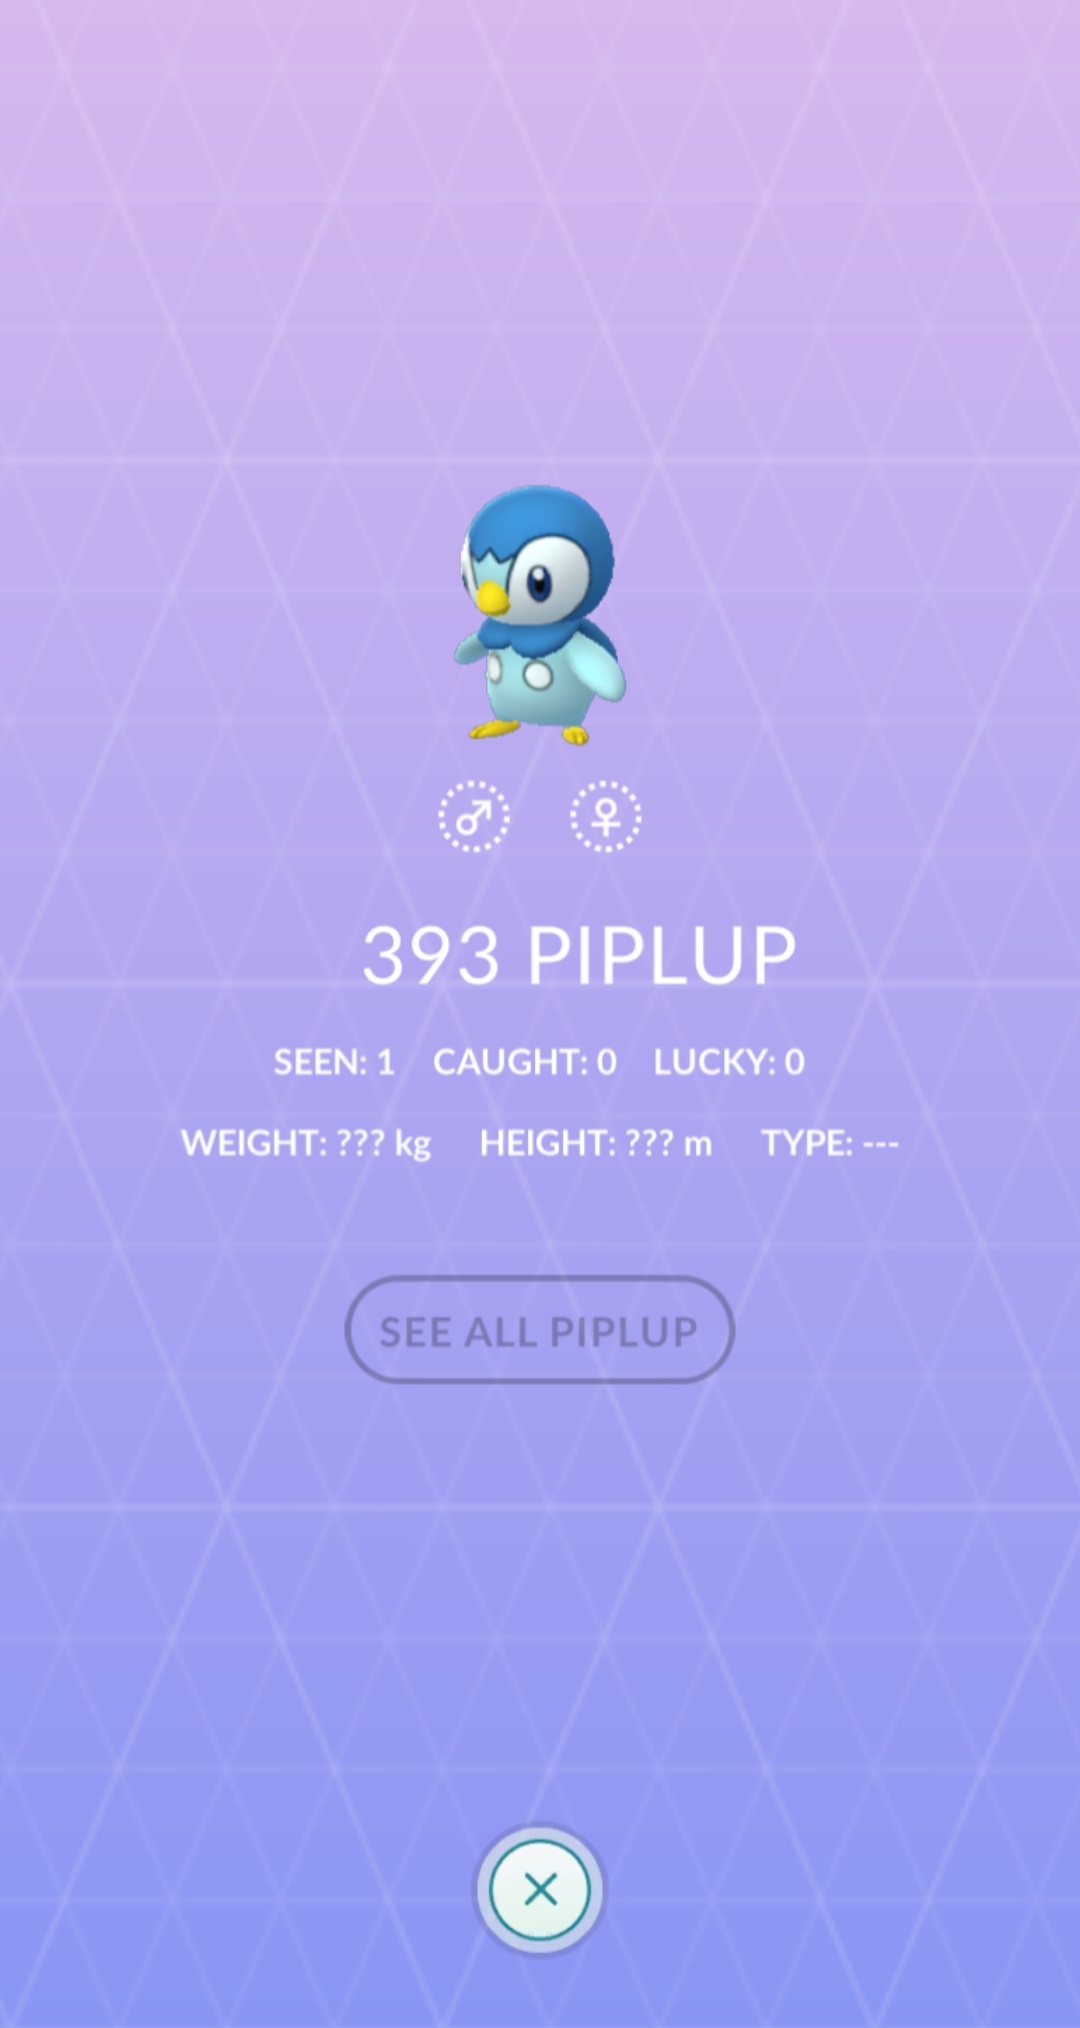 393 PIPLUP
SEEN: 1 CAUGHT: 0 LUCKY: 0
WEIGHT: ??? kg HEIGHT: ??? m TYPE: ---
SEE ALL PIPLUP